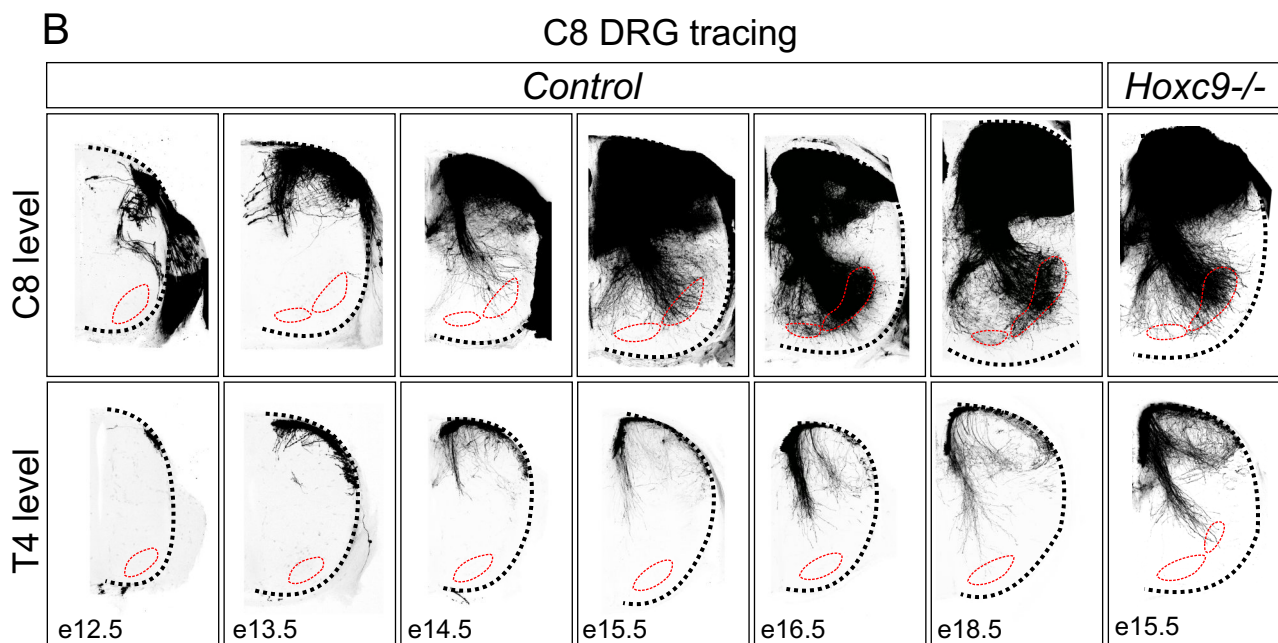 B
C8 DRG tracing
Control
Hoxc9-/-
C8 level
T4 level
e12.5
e13.5
e14.5
e15.5
e16.5
e18.5
e15.5